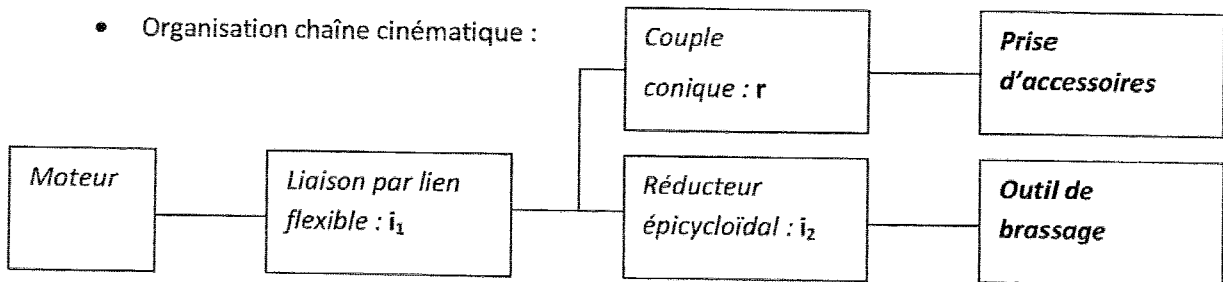 • Organisation chaîne cinématique :
Couple
conique : r
Prise
d'accessoires
Moteur
Liaison par lien
flexible : i₁
Réducteur
épicycloïdal : i₂
Outil de
brassage